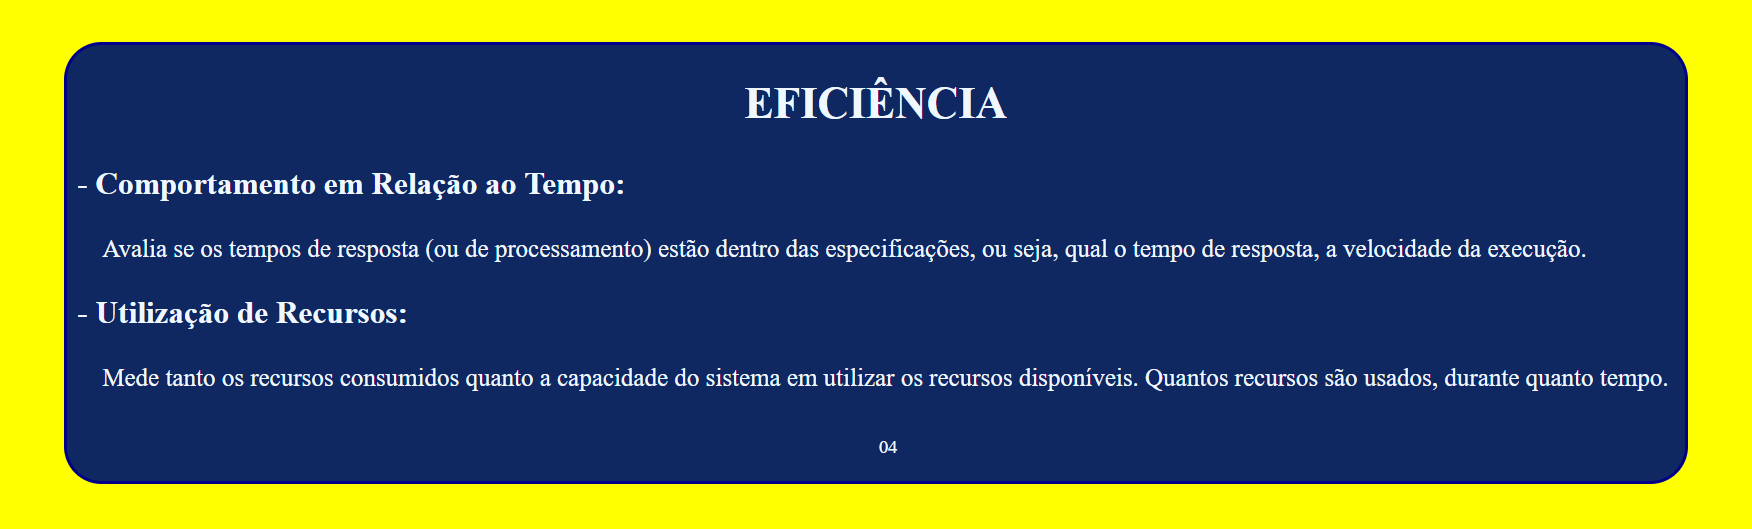 EFICIÊNCIA
- Comportamento em Relação ao Tempo:
Avalia se os tempos de resposta (ou de processamento) estão dentro das especificações, ou seja, qual o tempo de resposta, a velocidade da execução.
- Utilização de Recursos:
Mede tanto os recursos consumidos quanto a capacidade do sistema em utilizar os recursos disponíveis. Quantos recursos são usados, durante quanto tempo.
04